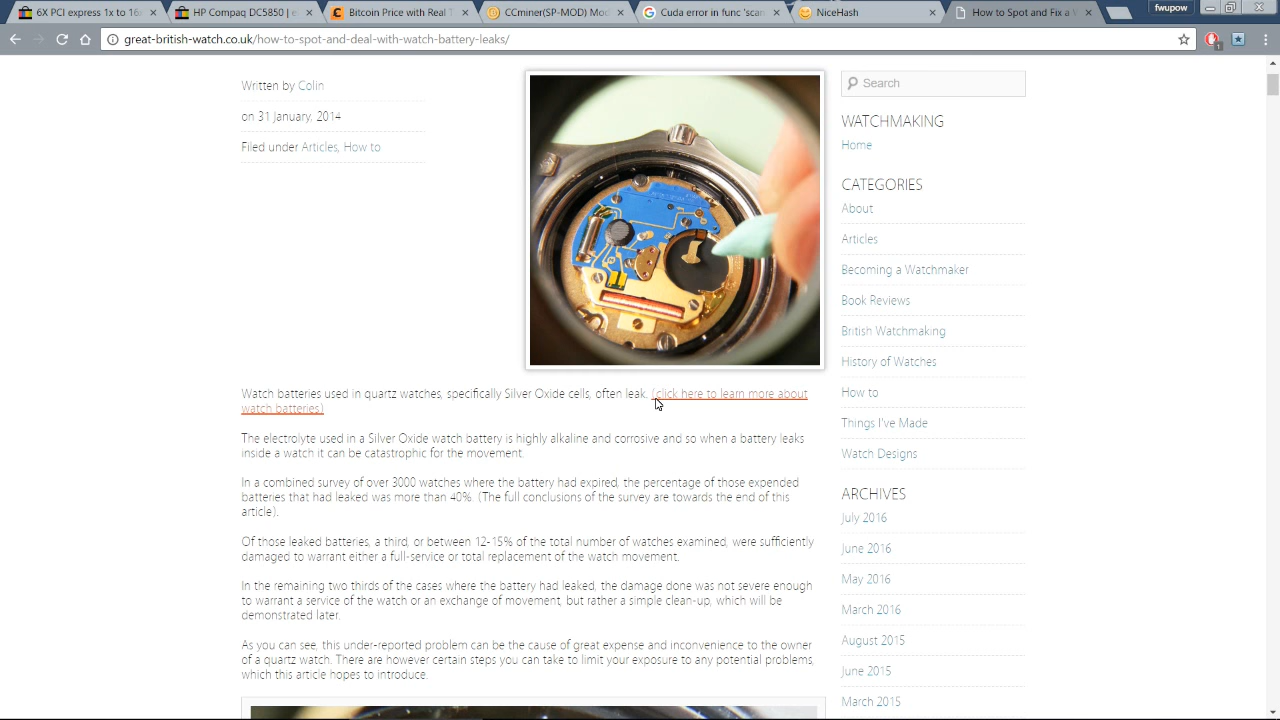 6X PCI express 1x to 16x
HP Compaq DC5850 | e
Bitcoin Price with Real T
CCminer(SP-MOD) Mod
Cuda error in func 'scan
NiceHash
How to Spot and Fix a W
fwupow
great-british-watch.co.uk/how-to-spot-and-deal-with-watch-battery-leaks/
1
Written by Colin
on 31 January, 2014
Filed under Articles, How to
Search
WATCHMAKING
Home
CATEGORIES
About
Articles
Becoming a Watchmaker
Book Reviews
British Watchmaking
History of Watches
How to
Things I've Made
Watch Designs
ARCHIVES
July 2016
June 2016
May 2016
March 2016
August 2015
June 2015
March 2015
Watch batteries used in quartz watches, specifically Silver Oxide cells, often leak. (click here to learn more about
watch batteries)
The electrolyte used in a Silver Oxide watch battery is highly alkaline and corrosive and so when a battery leaks
inside a watch it can be catastrophic for the movement.
In a combined survey of over 3000 watches where the battery had expired, the percentage of those expended
batteries that had leaked was more than 40%. (The full conclusions of the survey are towards the end of this
article).
Of those leaked batteries, a third, or between 12-15% of the total number of watches examined, were sufficiently
damaged to warrant either a full-service or total replacement of the watch movement.
In the remaining two thirds of the cases where the battery had leaked, the damage done was not severe enough
to warrant a service of the watch or an exchange of movement, but rather a simple clean-up, which will be
demonstrated later.
As you can see, this under-reported problem can be the cause of great expense and inconvenience to the owner
of a quartz watch. There are however certain steps you can take to limit your exposure to any potential problems,
which this article hopes to introduce.